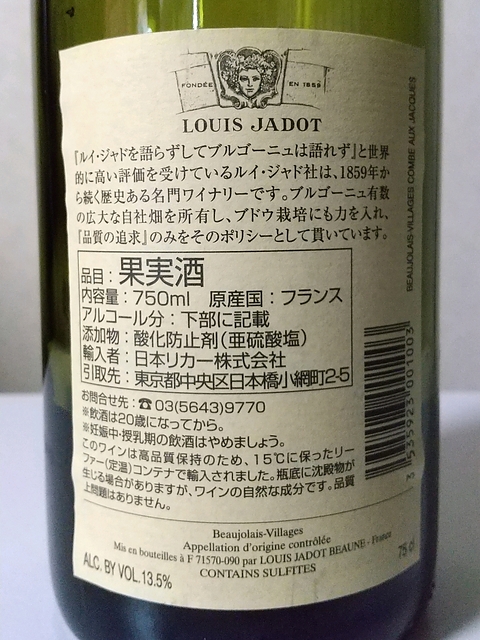 FONDÉE EN 1859
LOUIS JADOT
『ルイ・ジャドを語らずしてブルゴーニュは語れず』と世界
的に高い評価を受けているルイ・ジャド社は、1859年か
ら続く歴史ある名門ワイナリーです。ブルゴーニュ有数
の広大な自社畑を所有し、ブドウ栽培にも力を入れ、
『品質の追求』のみをそのポリシーとして貫いています。
品目：果実酒
内容量：750ml 原産国：フランス
アルコール分：下部に記載
添加物：酸化防止剤(亜硫酸塩)
輸入者：日本リカー株式会社
引取先：東京都中央区日本橋小網町2-5
お問合せ先：☎03(5643)9770
※飲酒は20歳になってから。
※妊娠中・授乳期の飲酒はやめましょう。
このワインは高品質保持のため、15℃に保ったリー
ファー(定温)コンテナで輸入されました。瓶底に沈殿物が
生じる場合がありますが、ワインの自然な成分です。品質
上問題はありません。
Beaujolais-Villages
Appellation d'origine contrôlée
Mis en bouteilles à F 71570-090 par LOUIS JADOT BEAUNE - France
CONTAINS SULFITES
ALC. BY VOL. 13.5%
75 cl
BEAUJOLAIS-VILLAGES COMBE AUX JACQUES
3 535923 001003